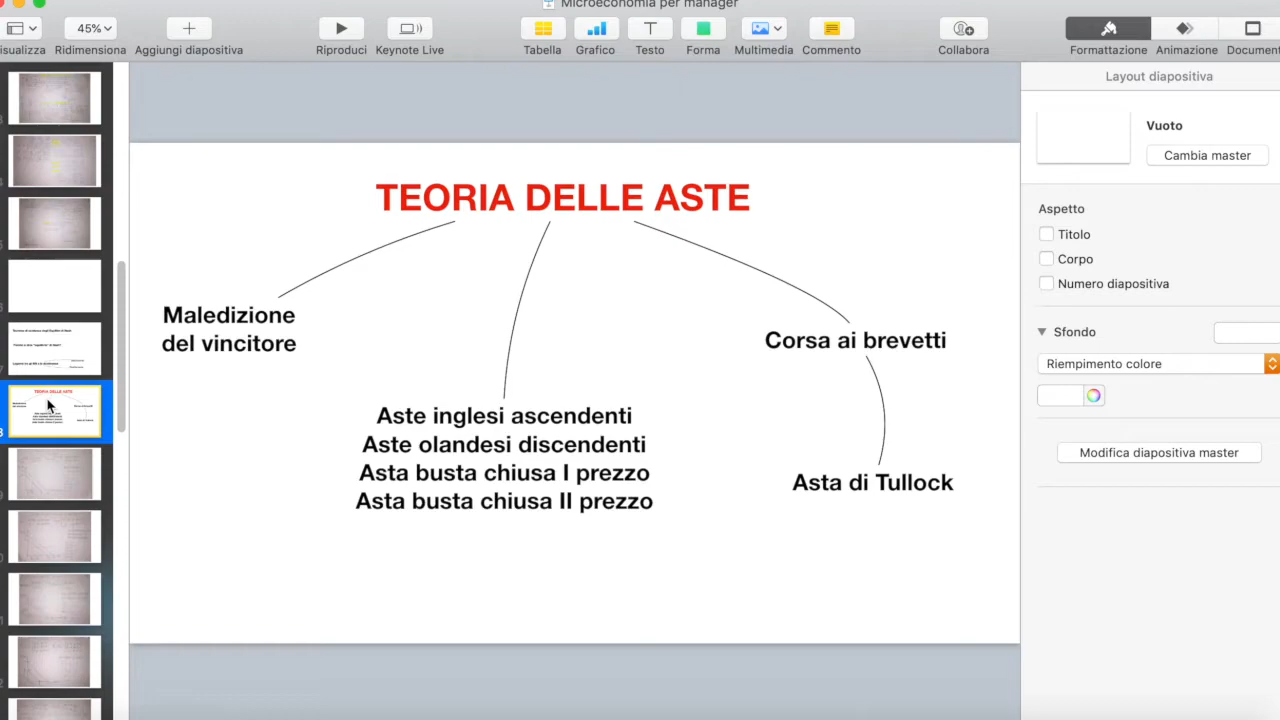 Microeconomia per manager
45%
isualizza
Ridimensiona
Aggiungi diapositiva
Riproduci
Keynote Live
Tabella
Grafico
Testo
Forma
Multimedia
Commento
Collabora
Formattazione
Animazione
Document
Layout diapositiva
Vuoto
Cambia master
Aspetto
Titolo
Corpo
Numero diapositiva
Sfondo
Riempimento colore
Modifica diapositiva master
TEORIA DELLE ASTE
Maledizione
del vincitore
Corsa ai brevetti
Aste inglesi ascendenti
Aste olandesi discendenti
Asta busta chiusa I prezzo
Asta busta chiusa II prezzo
Asta di Tullock